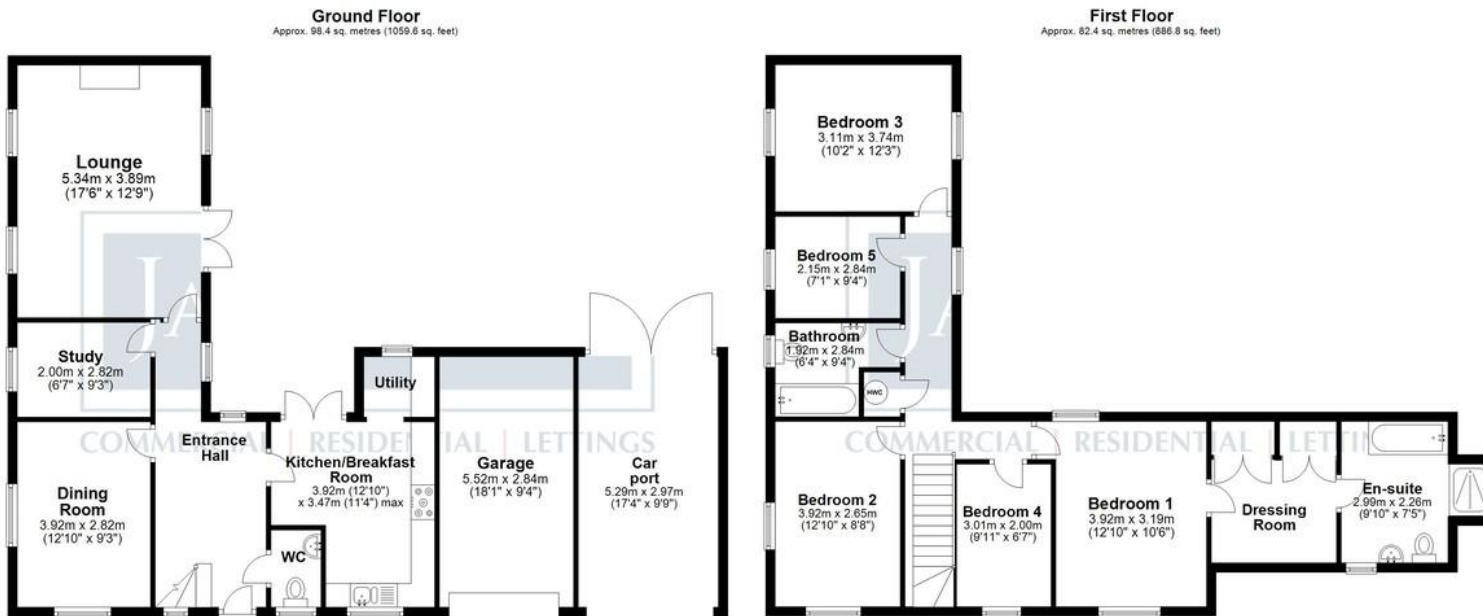 Ground Floor
Approx. 98.4 sq. metres (1059.6 sq. feet)
Lounge
5.34m x 3.89m
(17'6" x 12'9")
Study
2.00m x 2.82m
(6'7" x 9'3")
Utility
Entrance
Hall
Kitchen/Breakfast
Room
3.92m (12'10")
x 3.47m (11'4") max
Garage
5.52m x 2.84m
(18'1" x 9'4")
Car
port
5.29m x 2.97m
(17'4" x 9'9")
Dining
Room
3.92m x 2.82m
(12'10" x 9'3")
WC
JA
COMMERCIAL | RESIDENTIAL | LETTINGS
First Floor
Approx. 82.4 sq. metres (886.8 sq. feet)
Bedroom 3
3.11m x 3.74m
(10'2" x 12'3")
Bedroom 5
2.15m x 2.84m
(7'1" x 9'4")
Bathroom
1.92m x 2.84m
(6'4" x 9'4")
HWC
Bedroom 2
3.92m x 2.65m
(12'10" x 8'8")
Bedroom 4
3.01m x 2.00m
(9'11" x 6'7")
Bedroom 1
3.92m x 3.19m
(12'10" x 10'6")
Dressing
Room
En-suite
2.99m x 2.26m
(9'10" x 7'5")
JA
COMMERCIAL | RESIDENTIAL | LETTINGS